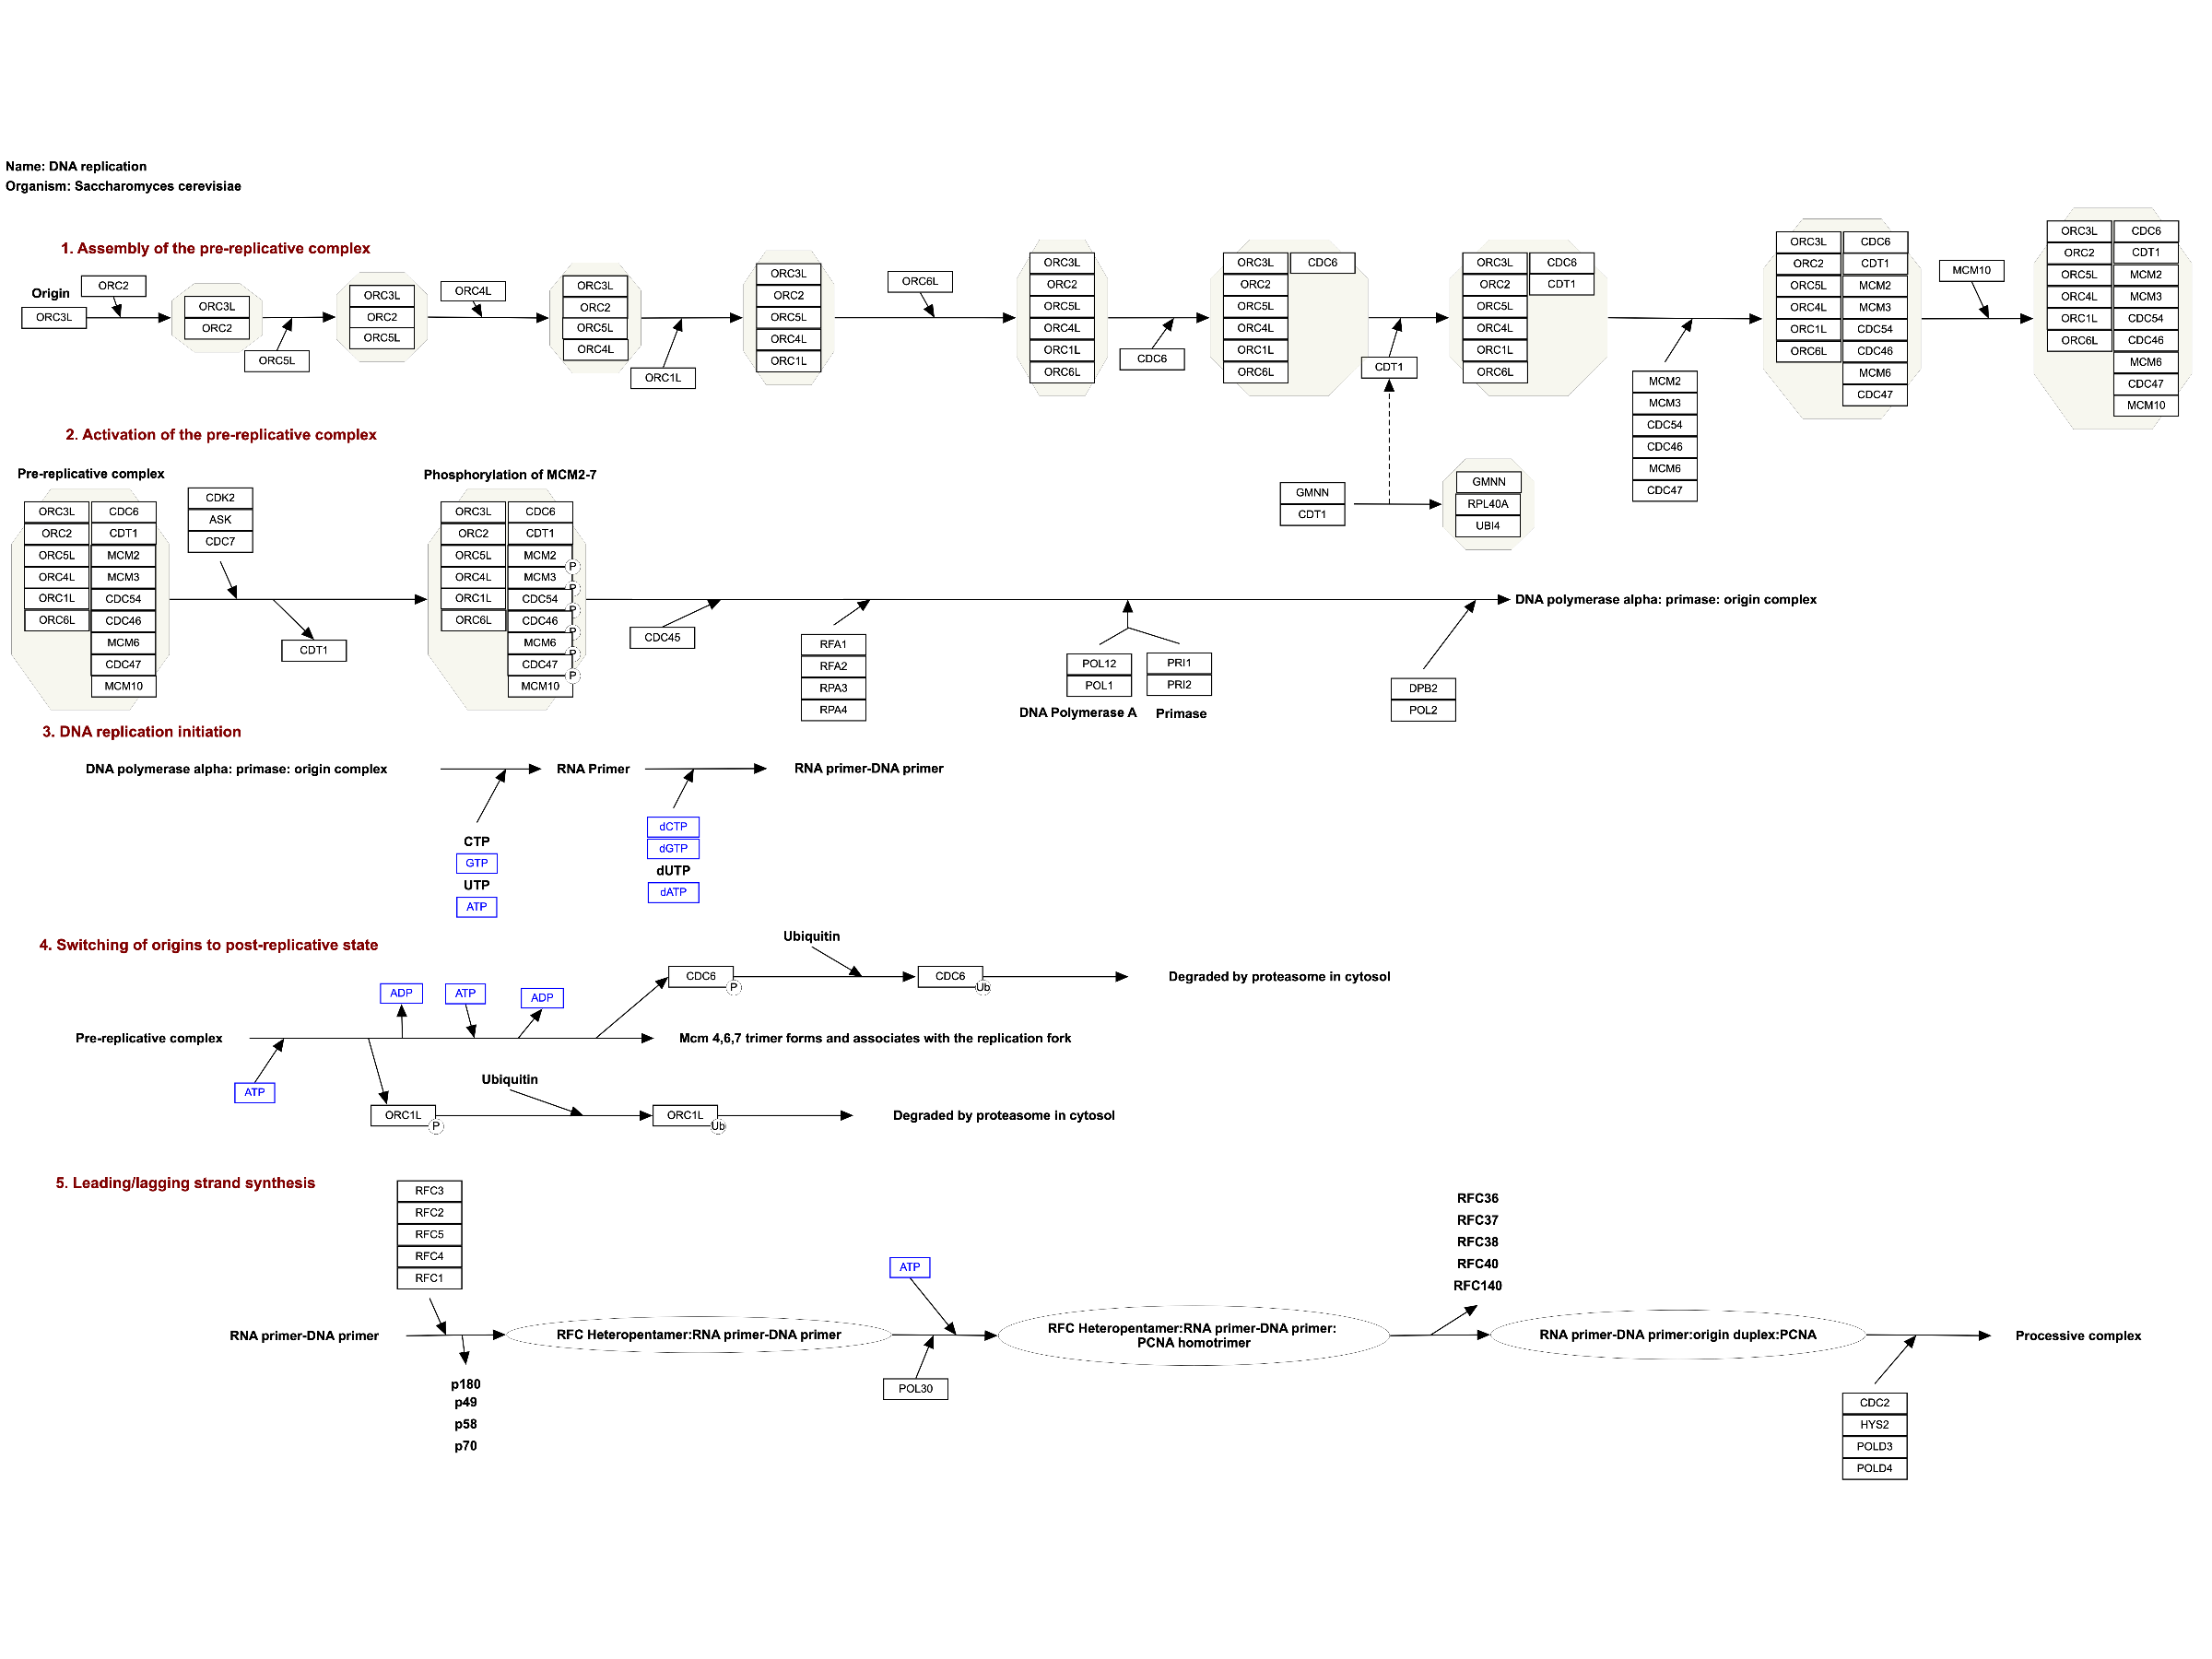 Name: DNA replication
Organism: Saccharomyces cerevisiae
1. Assembly of the pre-replicative complex
Origin
ORC3L
ORC2
ORC3L
ORC2
ORC5L
ORC3L
ORC2
ORC5L
ORC4L
ORC3L
ORC2
ORC5L
ORC4L
ORC1L
ORC3L
ORC2
ORC5L
ORC4L
ORC1L
ORC6L
ORC3L
ORC2
ORC5L
ORC4L
ORC1L
ORC6L
CDC6
ORC3L CDC6
ORC2
ORC5L
ORC4L
ORC1L
ORC6L
CDT1
ORC3L CDC6
ORC2 CDT1
ORC5L
ORC4L
ORC1L
ORC6L
MCM2
MCM3
CDC54
CDC46
MCM6
CDC47
ORC3L CDC6
ORC2 CDT1
ORC5L MCM2
ORC4L MCM3
ORC1L CDC54
ORC6L CDC46
MCM6
CDC47
MCM10
ORC3L CDC6
ORC2 CDT1
ORC5L MCM2
ORC4L MCM3
ORC1L CDC54
ORC6L CDC46
MCM6
CDC47
MCM10
GMNN
CDT1
GMNN
RPL40A
UBI4
2. Activation of the pre-replicative complex
Pre-replicative complex
ORC3L CDC6
ORC2 CDT1
ORC5L MCM2
ORC4L MCM3
ORC1L CDC54
ORC6L CDC46
MCM6
CDC47
MCM10
CDK2
ASK
CDC7
CDT1
Phosphorylation of MCM2-7
ORC3L CDC6
ORC2 CDT1
ORC5L MCM2
P
ORC4L MCM3
P
ORC1L CDC54
P
ORC6L CDC46
P
MCM6
P
CDC47
P
MCM10
CDC45
RFA1
RFA2
RPA3
RPA4
POL12
POL1
DNA Polymerase A
PRI1
PRI2
Primase
DPB2
POL2
DNA polymerase alpha: primase: origin complex
3. DNA replication initiation
DNA polymerase alpha: primase: origin complex
RNA Primer
RNA primer-DNA primer
CTP
GTP
UTP
ATP
dCTP
dGTP
dUTP
dATP
4. Switching of origins to post-replicative state
Ubiquitin
CDC6
P
CDC6
Ub
Degraded by proteasome in cytosol
ADP
ATP
ADP
Pre-replicative complex
Mcm 4,6,7 trimer forms and associates with the replication fork
ATP
Ubiquitin
ORC1L
P
ORC1L
Ub
Degraded by proteasome in cytosol
5. Leading/lagging strand synthesis
RFC3
RFC2
RFC5
RFC4
RFC1
RNA primer-DNA primer
p180
p49
p58
p70
RFC Heteropentamer:RNA primer-DNA primer
ATP
POL30
RFC Heteropentamer:RNA primer-DNA primer:
PCNA homotrimer
RFC36
RFC37
RFC38
RFC40
RFC140
RNA primer-DNA primer:origin duplex:PCNA
CDC2
HYS2
POLD3
POLD4
Processive complex